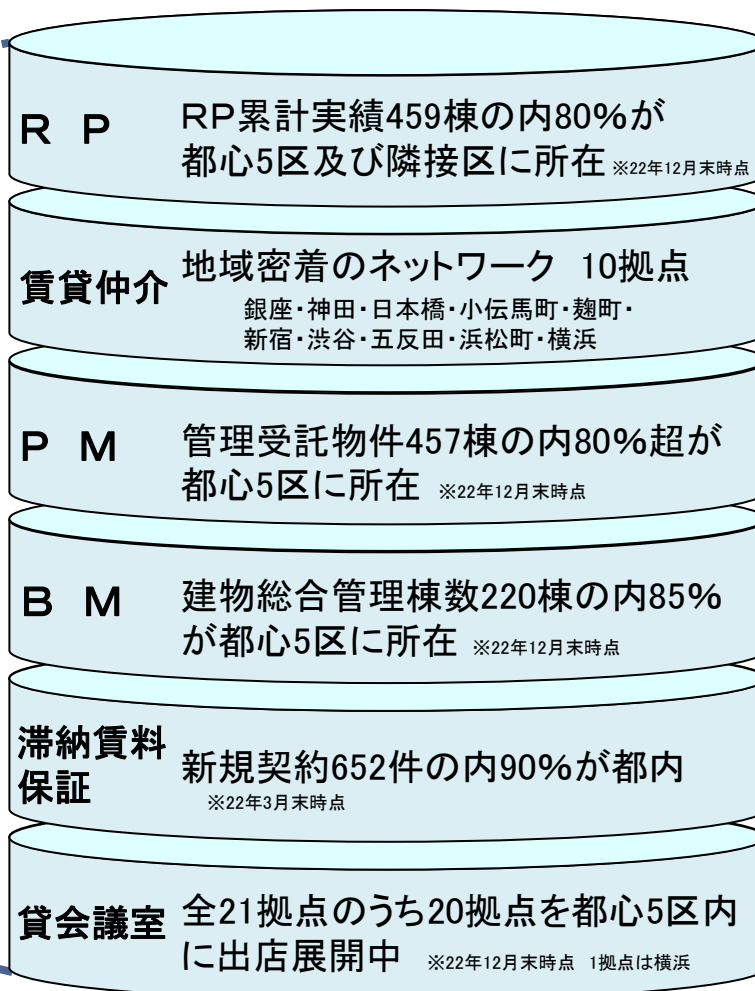 RP
RP累計実績459棟の内80%が
都心5区及び隣接区に所在 ※22年12月末時点
賃貸仲介
地域密着のネットワーク 10拠点
銀座・神田・日本橋・小伝馬町・麹町・
新宿・渋谷・五反田・浜松町・横浜
PM
管理受託物件457棟の内80%超が
都心5区に所在 ※22年12月末時点
BM
建物総合管理棟数220棟の内85%
が都心5区に所在 ※22年12月末時点
滞納賃料
保証
新規契約652件の内90%が都内
※22年3月末時点
貸会議室
全21拠点のうち20拠点を都心5区内
に出店展開中 ※22年12月末時点 1拠点は横浜